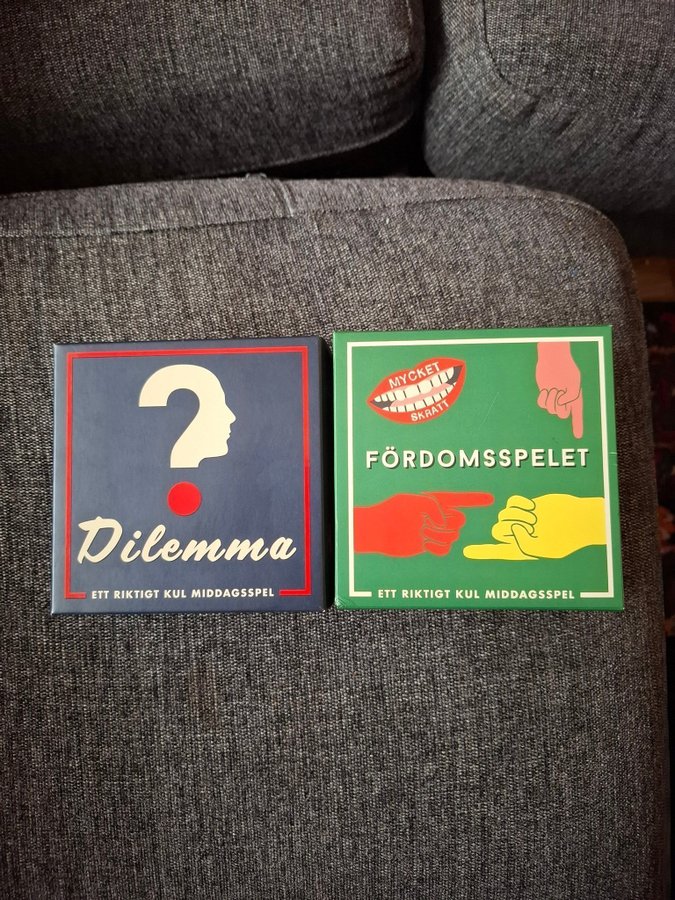 Dilemma
ETT RIKTIGT KUL MIDDAGSSPEL
MYCKET
SKRATT
FÖRDOMSSPELET
ETT RIKTIGT KUL MIDDAGSSPEL